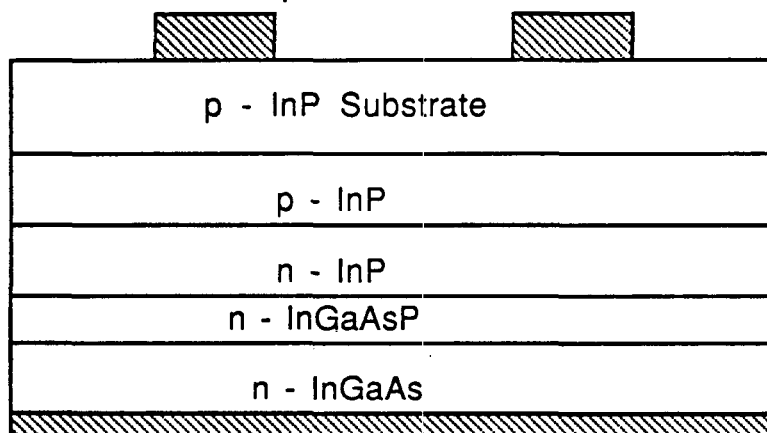 p - InP Substrate
p - InP
n - InP
n - InGaAsP
n - InGaAs